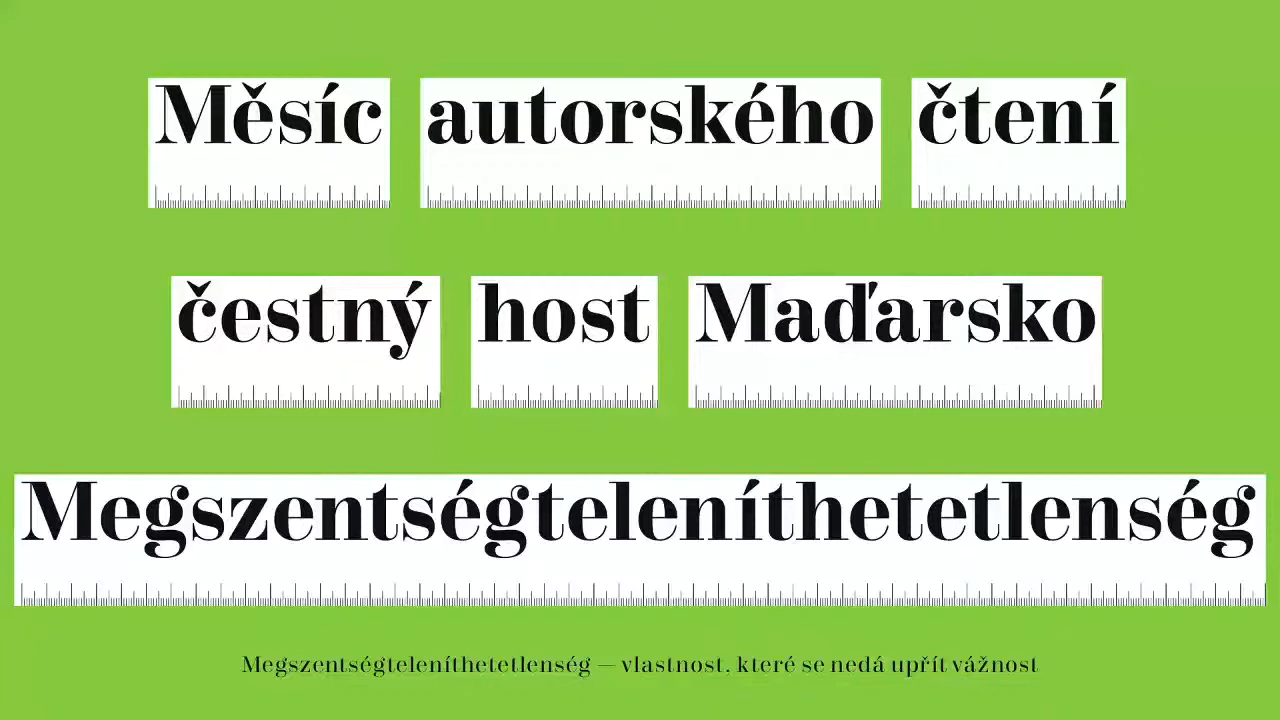 Měsíc autorského čtení
čestný host Maďarsko
Megszentségteleníthetetlenség
Megszentségteleníthetetlenség — vlastnost, které se nedá upřít vážnost